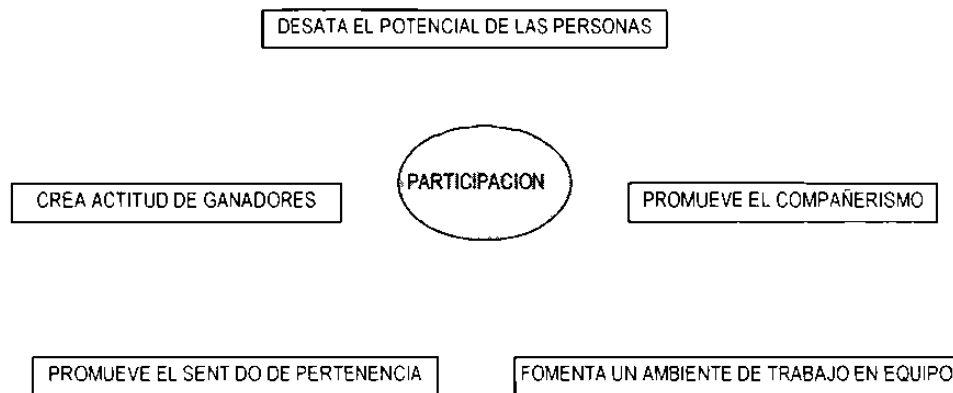 DESATA EL POTENCIAL DE LAS PERSONAS
PARTICIPACION
CREA ACTITUD DE GANADORES
PROMUEVE EL COMPAÑERISMO
PROMUEVE EL SENT DO DE PERTENENCIA
FOMENTA UN AMBIENTE DE TRABAJO EN EQUIPO